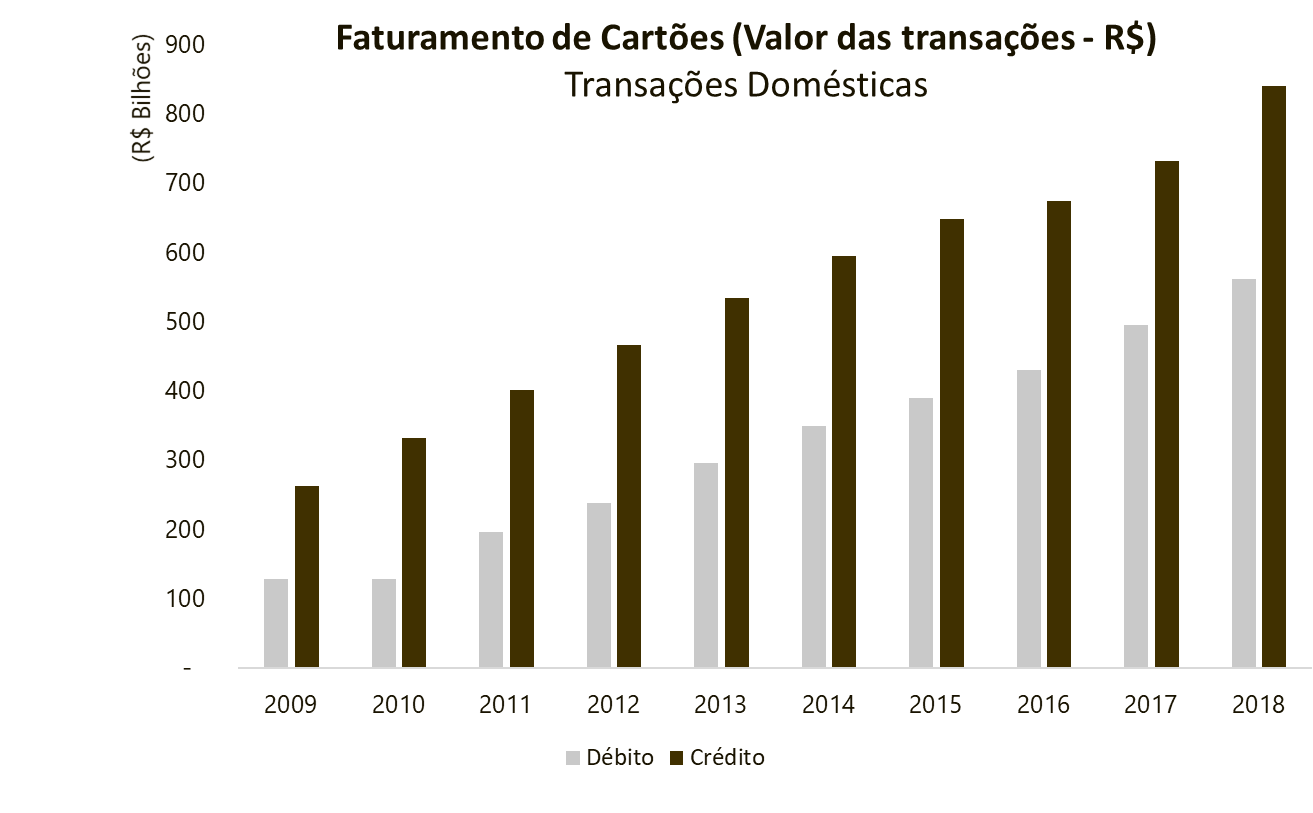 Faturamento de Cartões (Valor das transações - R$)
Transações Domésticas
(R$ Bilhões)
900
800
700
600
500
400
300
200
100
-
2009 2010 2011 2012 2013 2014 2015 2016 2017 2018
Débito Crédito